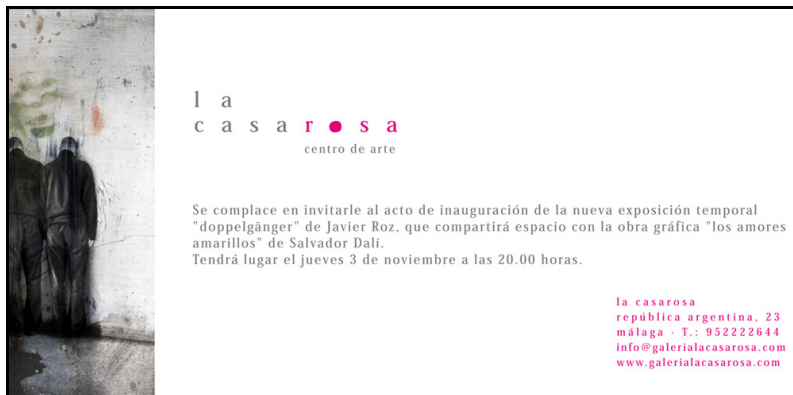 la
casarosa
centro de arte
Se complace en invitarle al acto de inauguración de la nueva exposición temporal
"doppelgänger" de Javier Roz, que compartirá espacio con la obra gráfica "los amores
amarillos" de Salvador Dalí.
Tendrá lugar el jueves 3 de noviembre a las 20.00 horas.
la casarosa
república argentina, 23
málaga · T.: 952222644
info@galerialacasarosa.com
www.galerialacasarosa.com